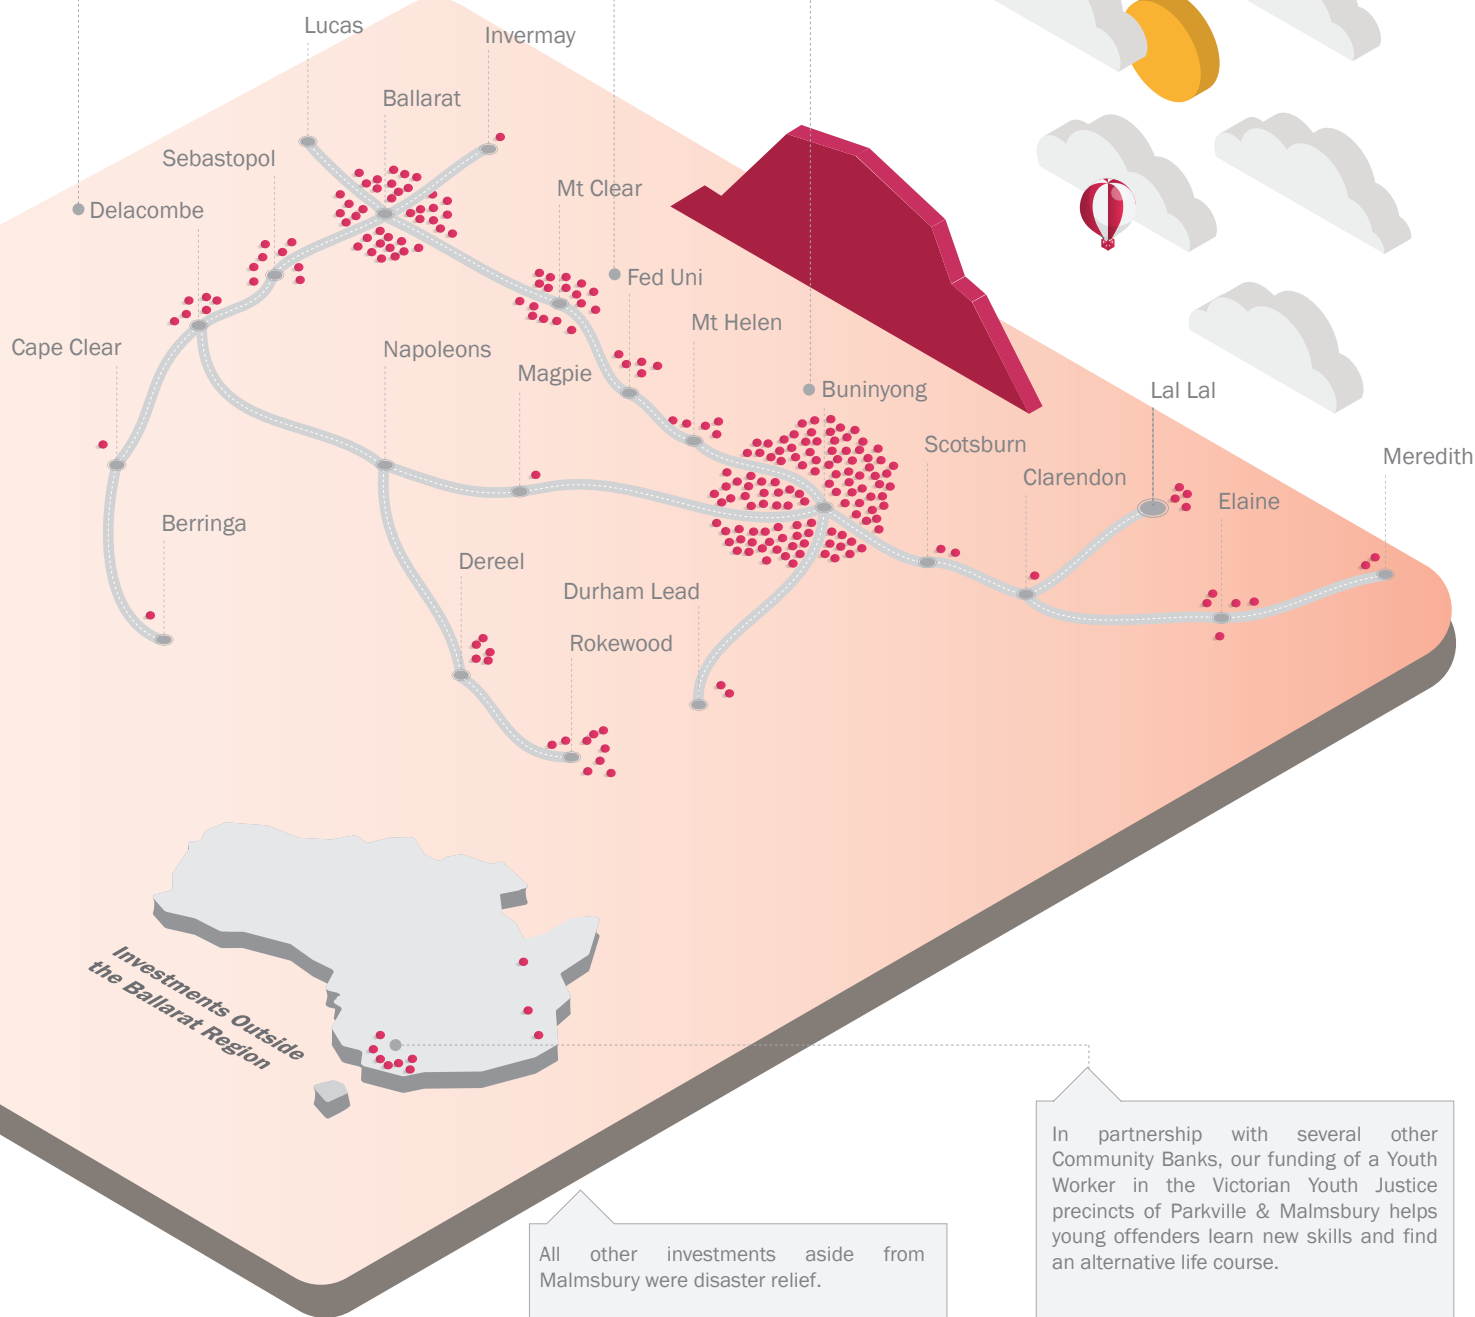 Lucas
Invermay
Ballarat
Sebastopol
Mt Clear
Delacombe
Fed Uni
Mt Helen
Cape Clear
Napoleons
Magpie
Buninyong
Lal Lal
Scotsburn
Meredith
Clarendon
Elaine
Berringa
Dereel
Durham Lead
Rokewood
Investments Outside
the Ballarat Region
All other investments aside from
Malmsbury were disaster relief.
In partnership with several other
Community Banks, our funding of a Youth
Worker in the Victorian Youth Justice
precincts of Parkville & Malmsbury helps
young offenders learn new skills and find
an alternative life course.